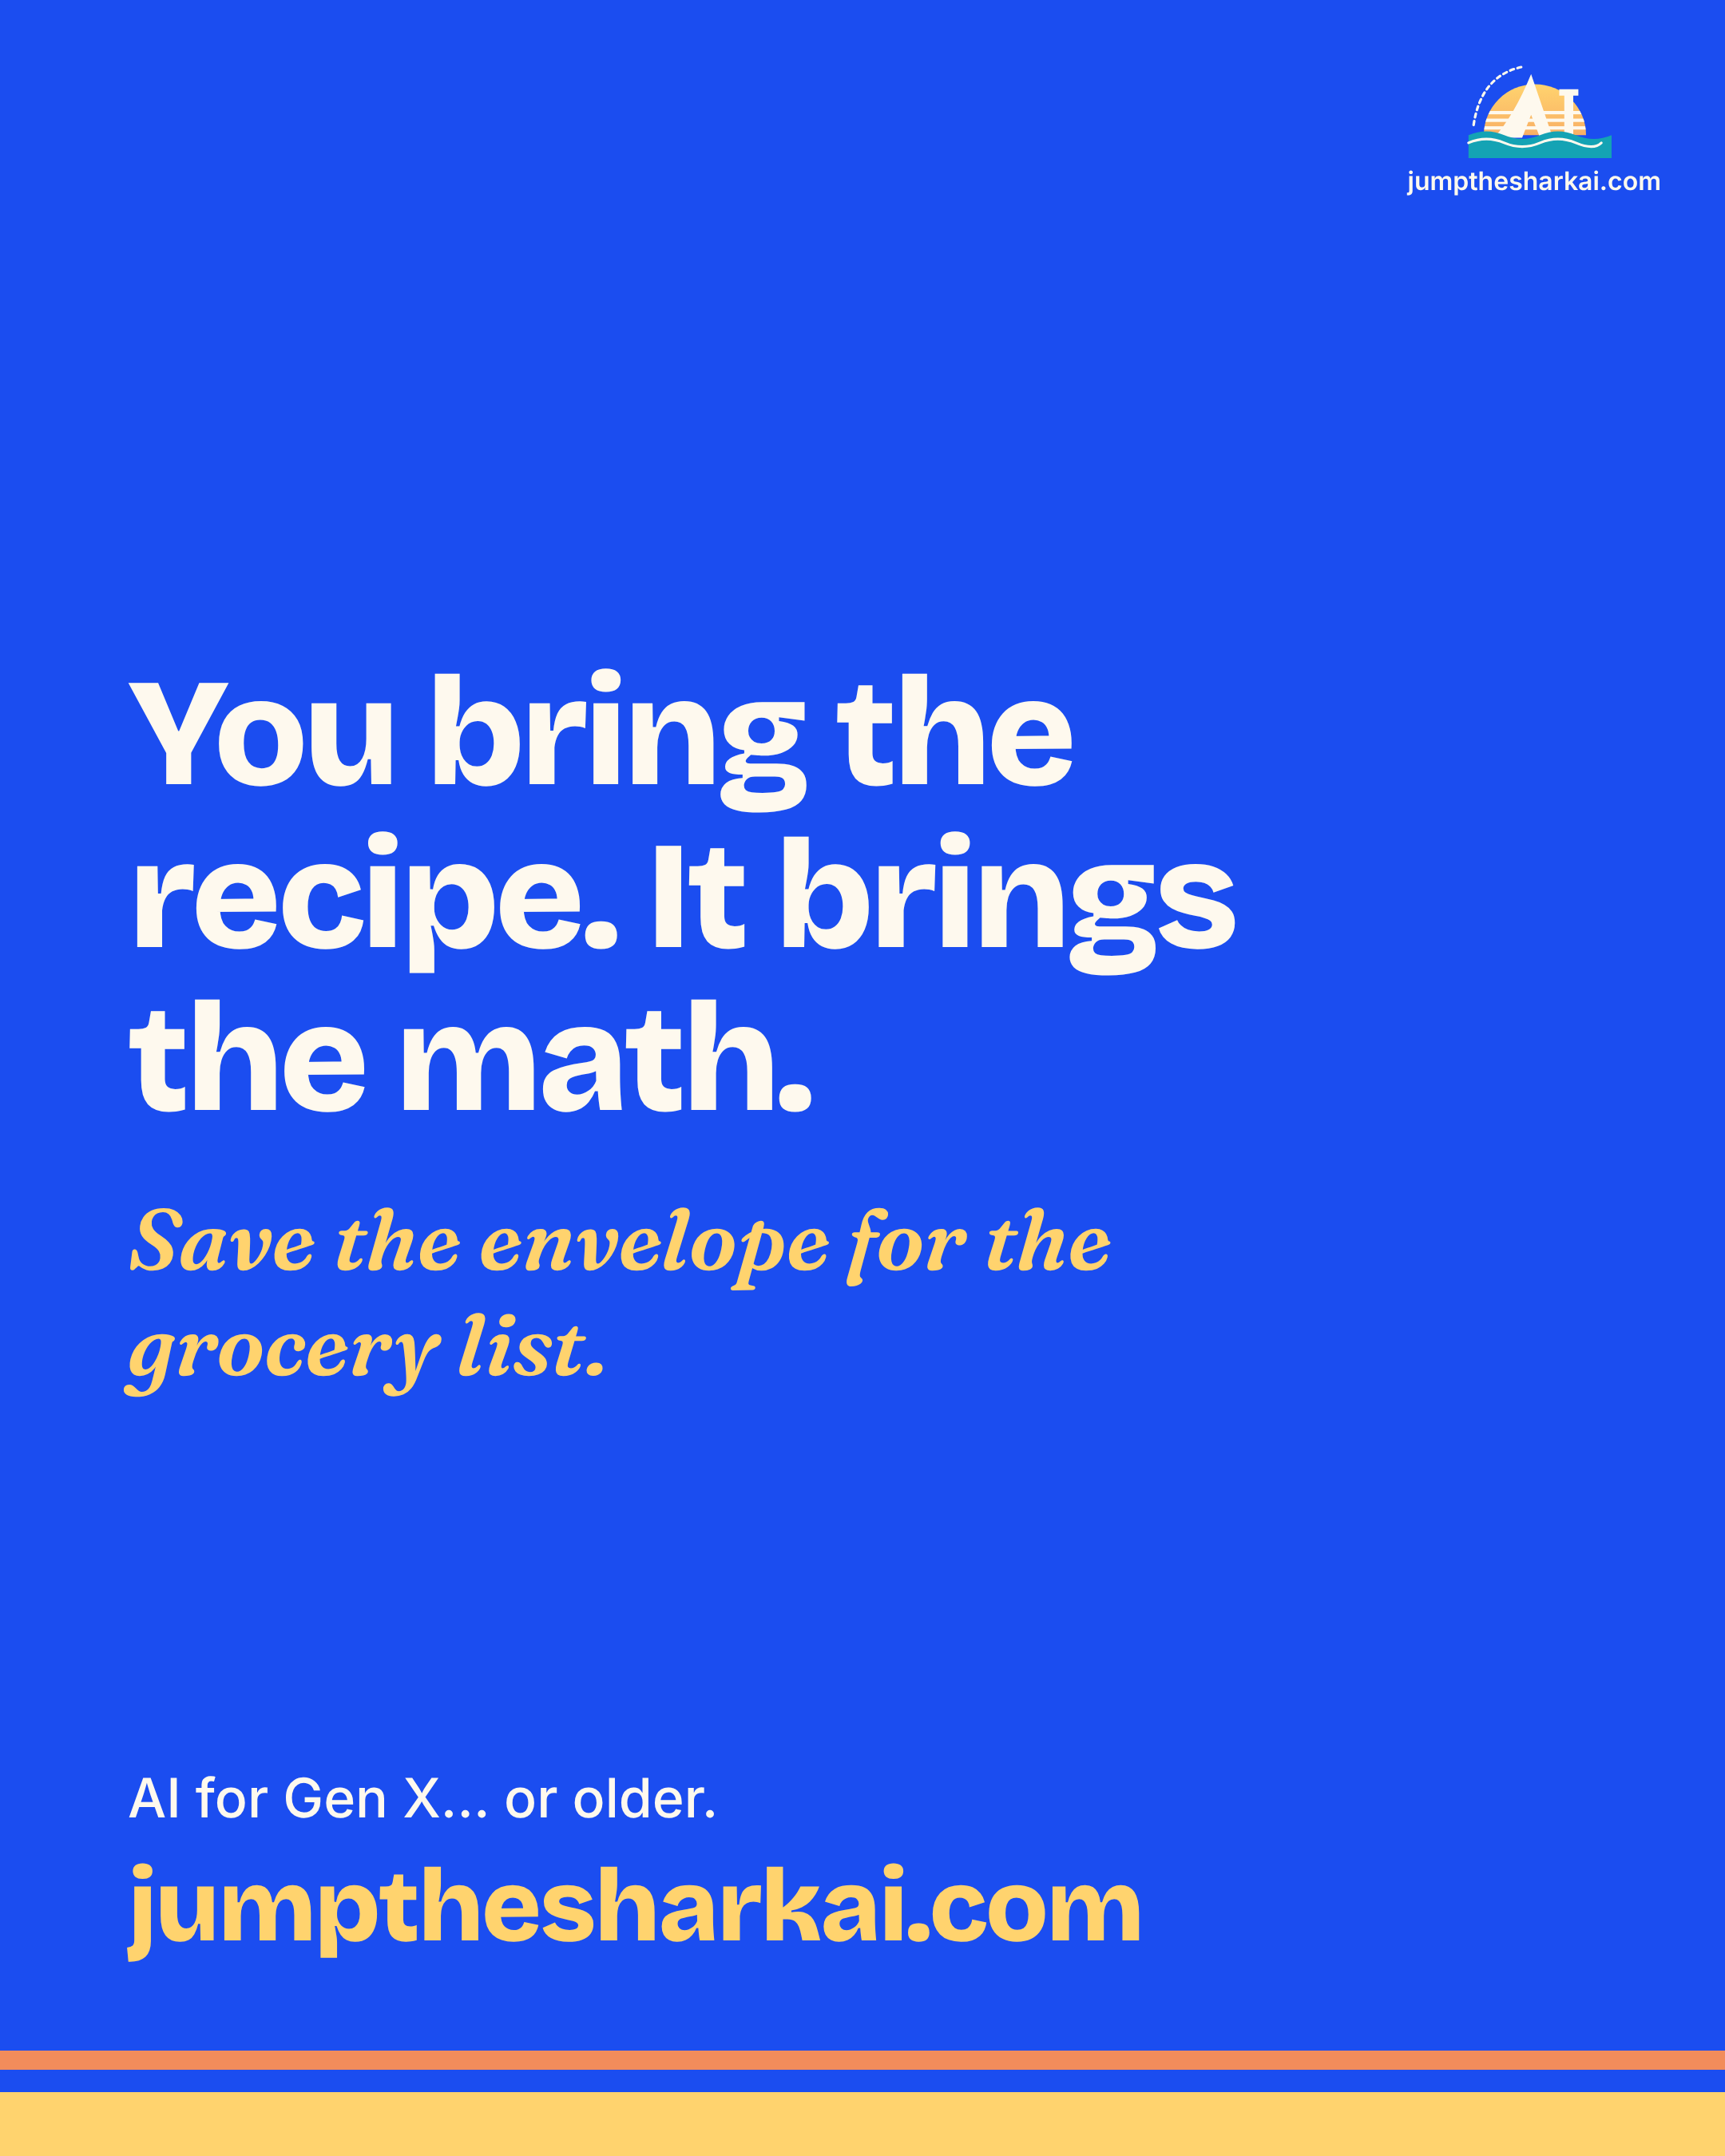 AI
jumpthesharkai.com
You bring the
recipe. It brings
the math.
Save the envelope for the
grocery list.
AI for Gen X... or older.
jumpthesharkai.com